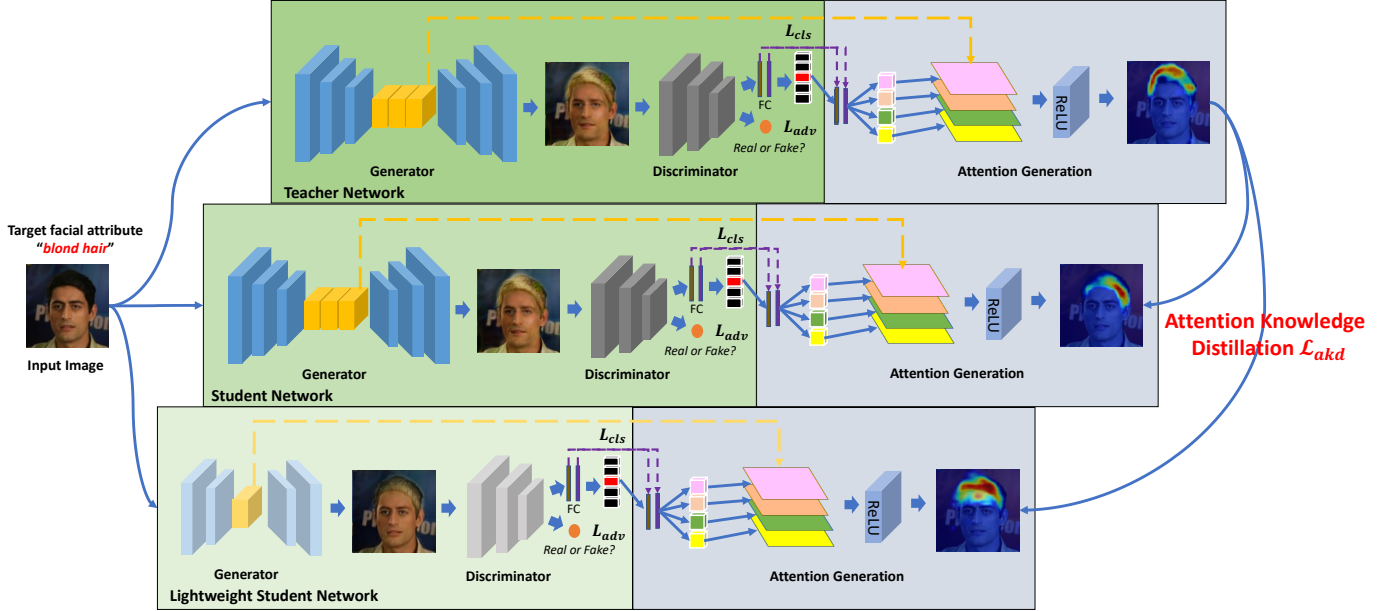 L_cls
FC
L_adv
Real or Fake?
ReLU
Generator
Discriminator
Attention Generation
Teacher Network
Target facial attribute
“blond hair”
Input Image
L_cls
FC
L_adv
Real or Fake?
ReLU
Generator
Discriminator
Attention Generation
Student Network
Attention Knowledge
Distillation ℒ_akd
L_cls
FC
L_adv
Real or Fake?
ReLU
Generator
Discriminator
Attention Generation
Lightweight Student Network